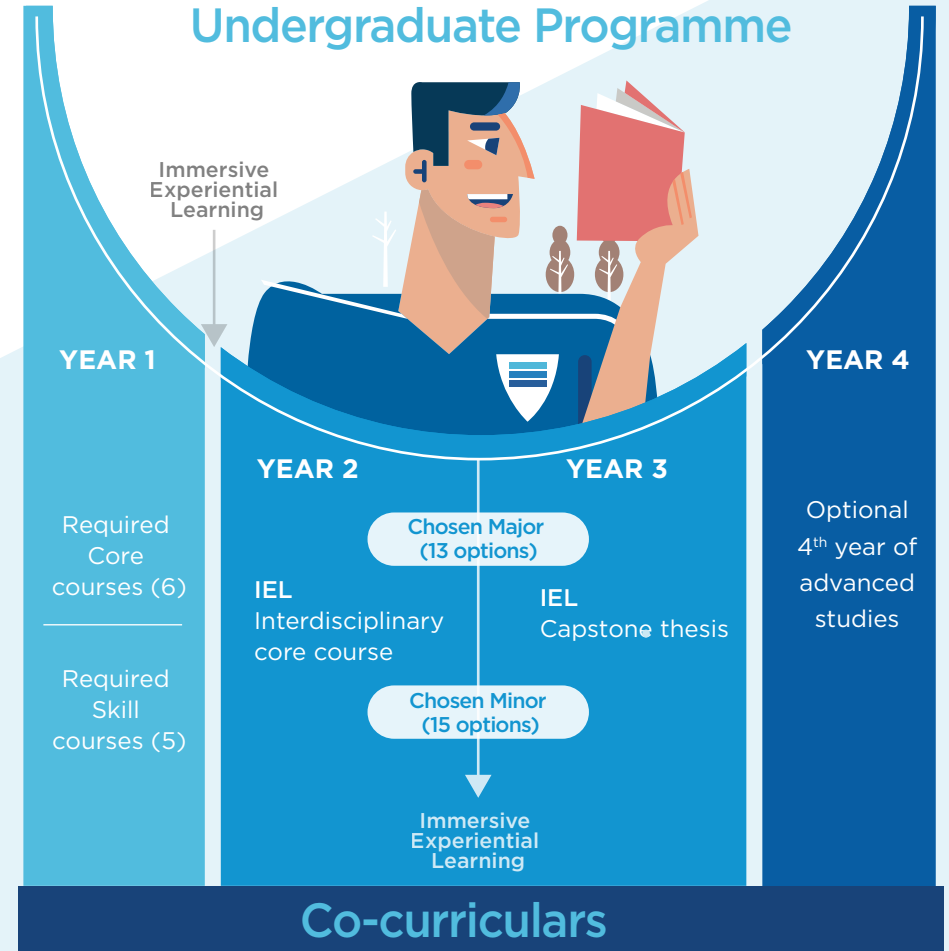 Undergraduate Programme
Immersive
Experiential
Learning
YEAR 1
Required
Core
courses (6)
Required
Skill
courses (5)
YEAR 2
YEAR 3
Chosen Major
(13 options)
IEL
Interdisciplinary
core course
IEL
Capstone thesis
Chosen Minor
(15 options)
Immersive
Experiential
Learning
YEAR 4
Optional
4th year of
advanced
studies
Co-curriculars